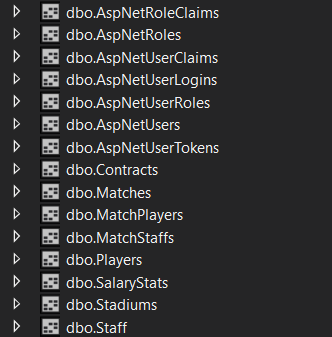 dbo.AspNetRoleClaims
dbo.AspNetRoles
dbo.AspNetUserClaims
dbo.AspNetUserLogins
dbo.AspNetUserRoles
dbo.AspNetUsers
dbo.AspNetUserTokens
dbo.Contracts
dbo.Matches
dbo.MatchPlayers
dbo.MatchStaffs
dbo.Players
dbo.SalaryStats
dbo.Stadiums
dbo.Staff